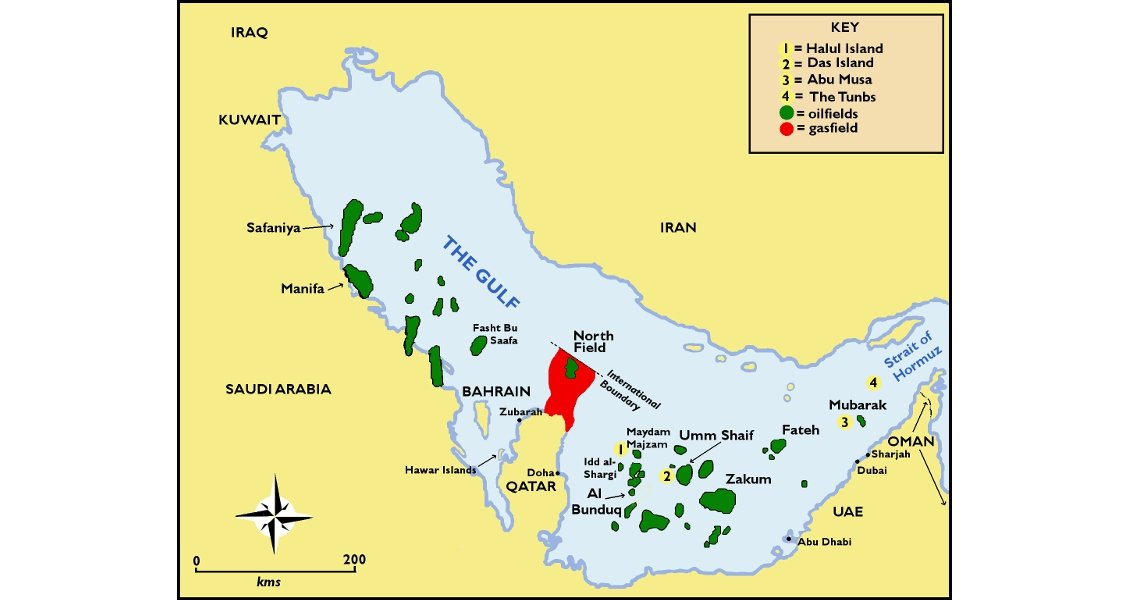 IRAQ
KEY
1 = Halul Island
2 = Das Island
3 = Abu Musa
4 = The Tunbs
= oilfields
= gasfield
KUWAIT
Safaniya
IRAN
THE GULF
Manifa
Fasht Bu
Saafa
North
Field
International
Boundary
Strait of
Hormuz
SAUDI ARABIA
BAHRAIN
4
Mubarak
3
Zubarah
Maydam
Majzam
Umm Shaif
Fateh
OMAN
1
Sharjah
Dubai
Hawar Islands
Idd al-
Shargi
2
Doha
QATAR
Zakum
Al
Bunduq
UAE
Abu Dhabi
0
200
kms